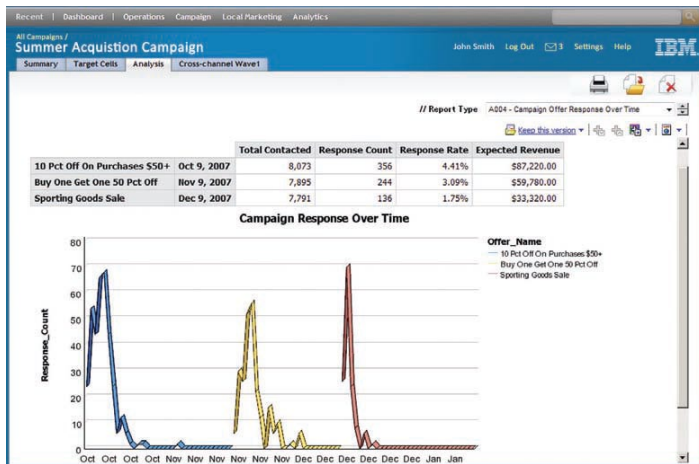 Recent | Dashboard | Operations Campaign Local Marketing Analytics
All Campaigns /
Summer Acquistion Campaign
John Smith Log Out 3 Settings Help IBM
Summary Target Cells Analysis Cross-channel Wave1
// Report Type A004 - Campaign Offer Response Over Time
Keep this version
Total Contacted Response Count Response Rate Expected Revenue
10 Pct Off On Purchases $50+ Oct 9, 2007 8,073 356 4.41% $87,220.00
Buy One Get One 50 Pct Off Nov 9, 2007 7,895 244 3.09% $59,780.00
Sporting Goods Sale Dec 9, 2007 7,791 136 1.75% $33,320.00
Campaign Response Over Time
Offer_Name
10 Pct Off On Purchases $50+
Buy One Get One 50 Pct Off
Sporting Goods Sale
Response_Count
80
70
60
50
40
30
20
10
0
Oct Oct Oct Oct Nov Nov Nov Nov Nov Nov Dec Dec Dec Dec Dec Dec Jan Jan